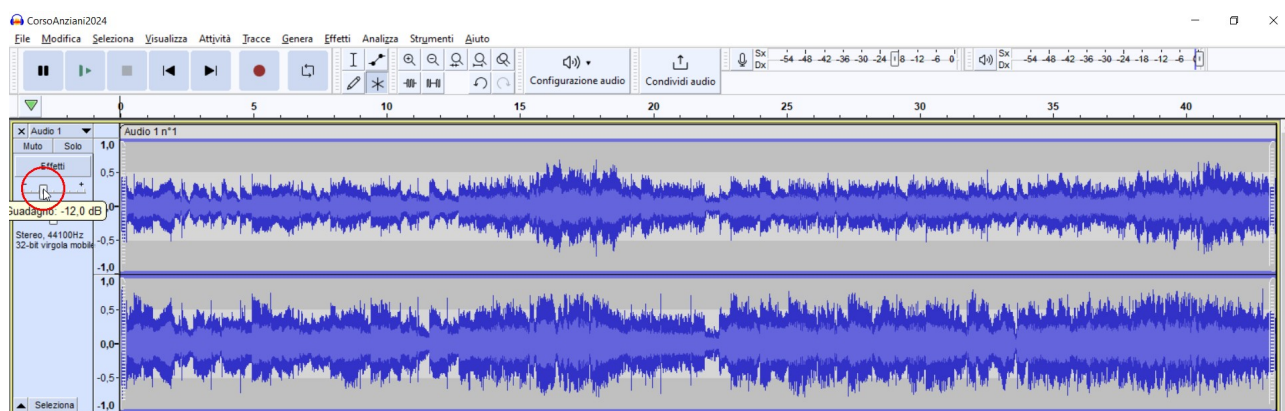 CorsoAnziani2024
File Modifica Seleziona Visualizza Attività Tracce Genera Effetti Analizza Strumenti Aiuto
Configurazione audio
Condividi audio
Sx
Dx
-54 -48 -42 -36 -30 -24 8 -12 -6 0
Sx
Dx
-54 -48 -42 -36 -30 -24 -18 -12 -6
0 5 10 15 20 25 30 35 40
Audio 1
Audio 1 n°1
Muto Solo
Effetti
- +
Guadagno: -12,0 dB
Stereo, 44100Hz
32-bit virgola mobile
Seleziona
1,0
0,5
0,0
-0,5
-1,0
1,0
0,5
0,0
-0,5
-1,0